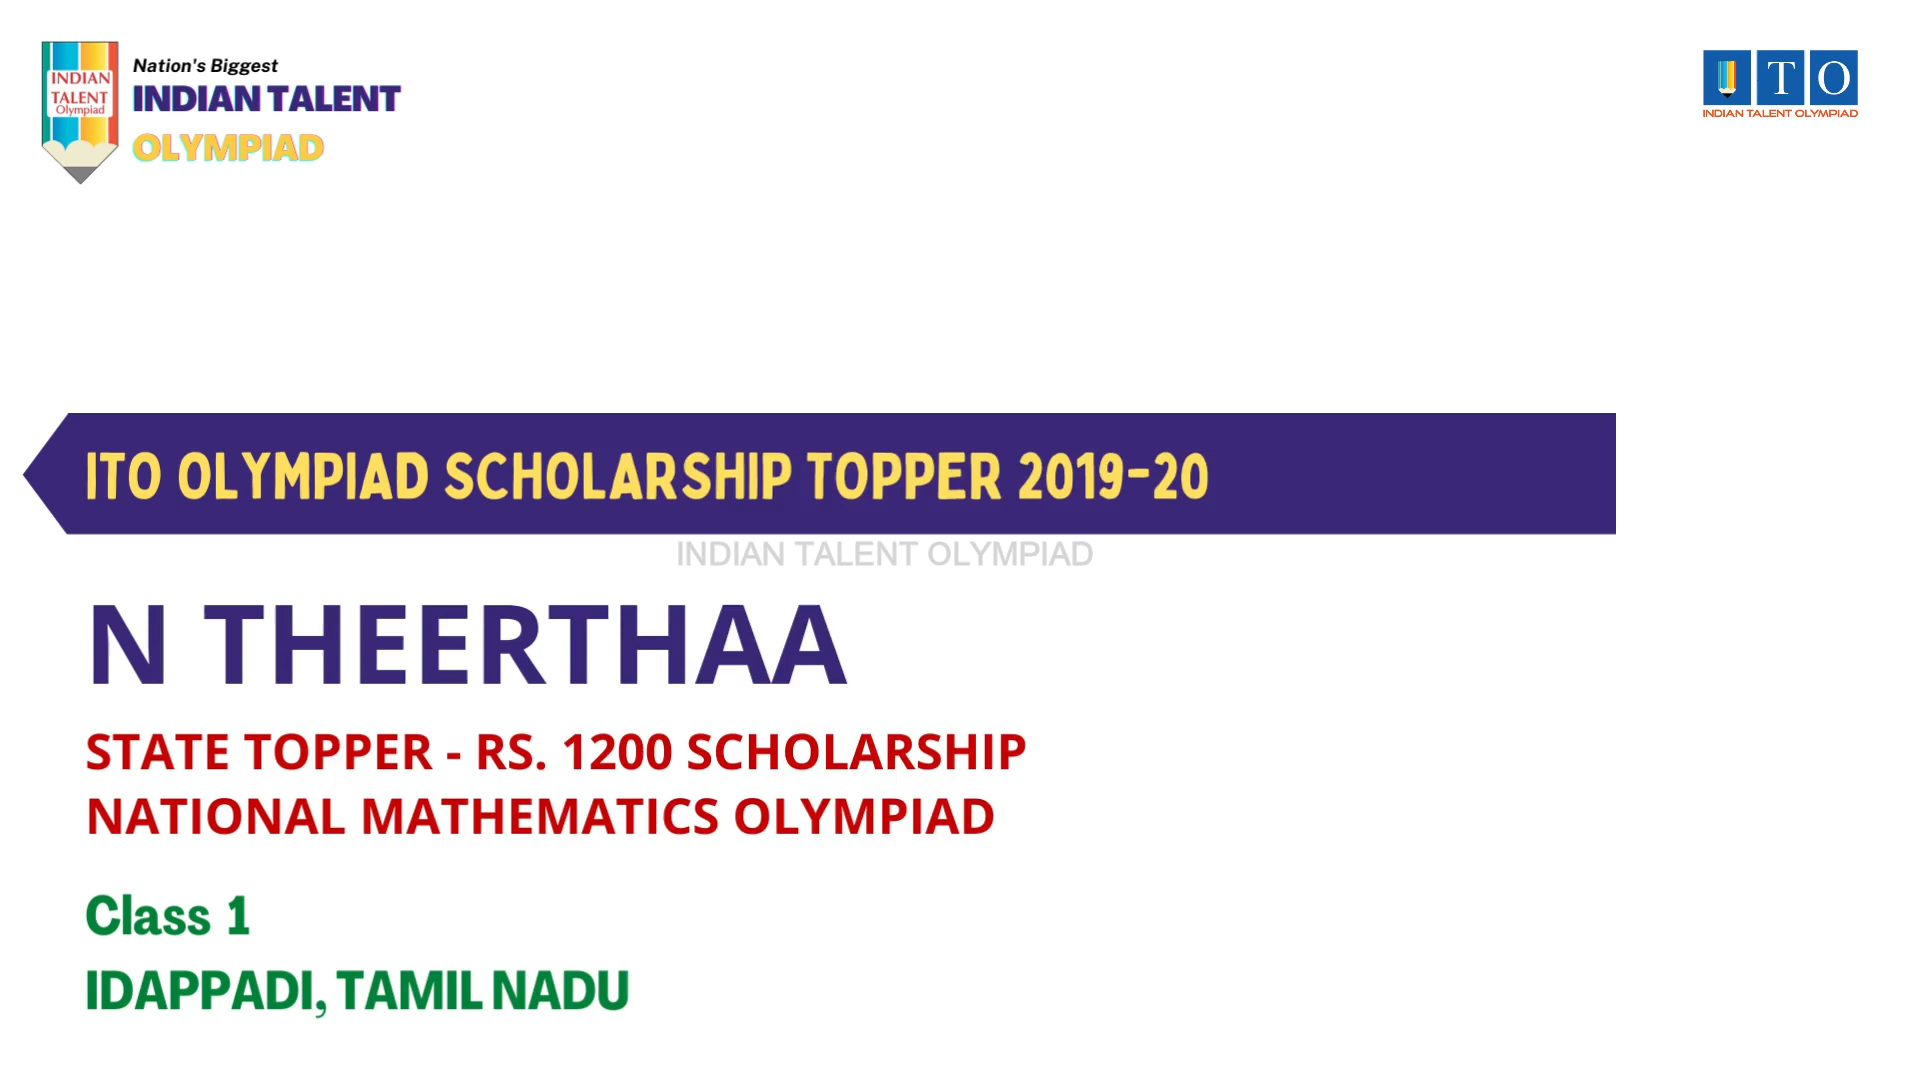 INDIAN
TALENT
Olympiad
Nation's Biggest
INDIAN TALENT
OLYMPIAD
I T O
INDIAN TALENT OLYMPIAD
ITO OLYMPIAD SCHOLARSHIP TOPPER 2019-20
INDIAN TALENT OLYMPIAD
N THEERTHAA
STATE TOPPER - RS. 1200 SCHOLARSHIP
NATIONAL MATHEMATICS OLYMPIAD
Class 1
IDAPPADI, TAMIL NADU